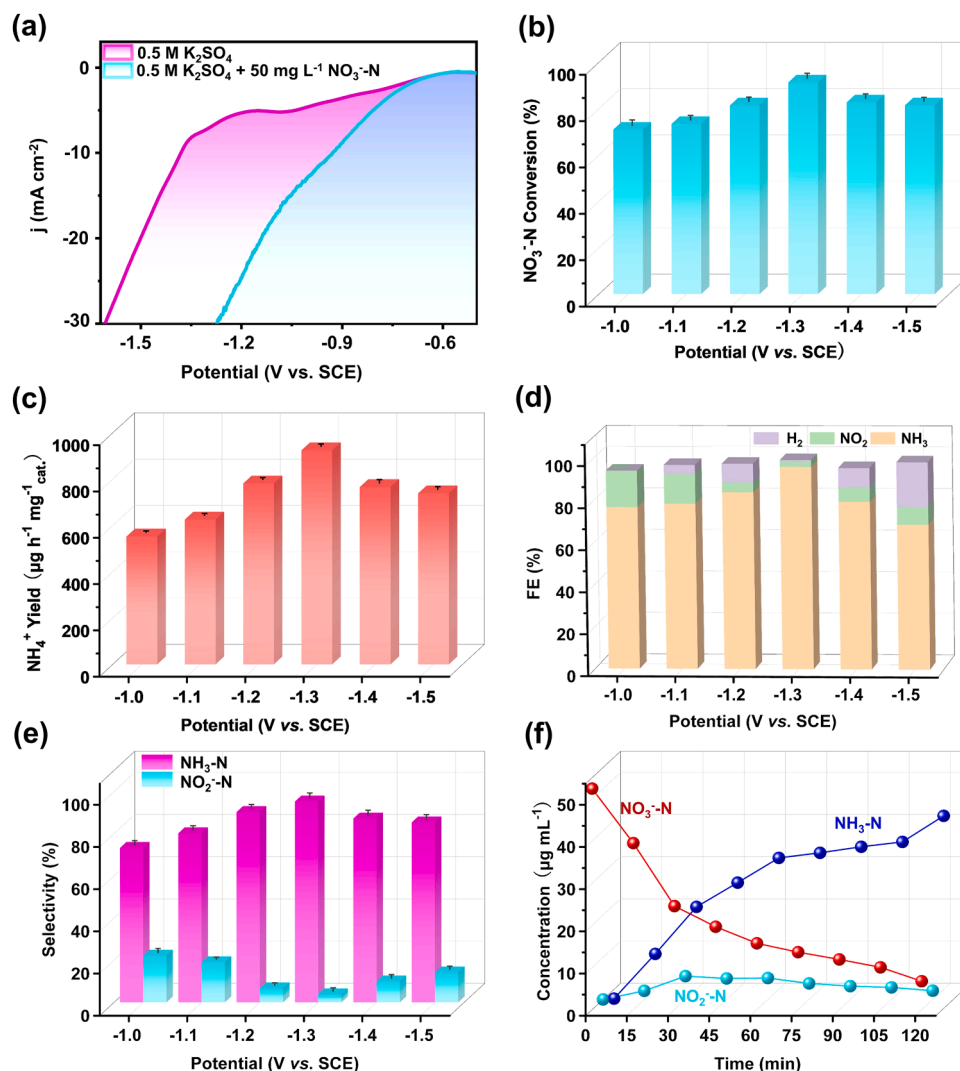 (a)
0.5 M K₂SO₄
0.5 M K₂SO₄ + 50 mg L⁻¹ NO₃⁻-N
0
-10
-20
-30
j (mA cm⁻²)
-1.5 -1.2 -0.9 -0.6
Potential (V vs. SCE)
(b)
100
80
60
40
20
0
NO₃⁻-N Conversion (%)
-1.0 -1.1 -1.2 -1.3 -1.4 -1.5
Potential (V vs. SCE)
(c)
1000
800
600
400
200
0
NH₄⁺ Yield (µg h⁻¹ mg⁻¹cat.)
-1.0 -1.1 -1.2 -1.3 -1.4 -1.5
Potential (V vs. SCE)
(d)
H₂ NO₂ NH₃
100
80
60
40
20
0
FE (%)
-1.0 -1.1 -1.2 -1.3 -1.4 -1.5
Potential (V vs. SCE)
(e)
NH₃-N
NO₂⁻-N
100
80
60
40
20
0
Selectivity (%)
-1.0 -1.1 -1.2 -1.3 -1.4 -1.5
Potential (V vs. SCE)
(f)
NO₃⁻-N
NH₃-N
NO₂⁻-N
50
40
30
20
10
0
Concentration (µg mL⁻¹)
0 15 30 45 60 75 90 105 120
Time (min)